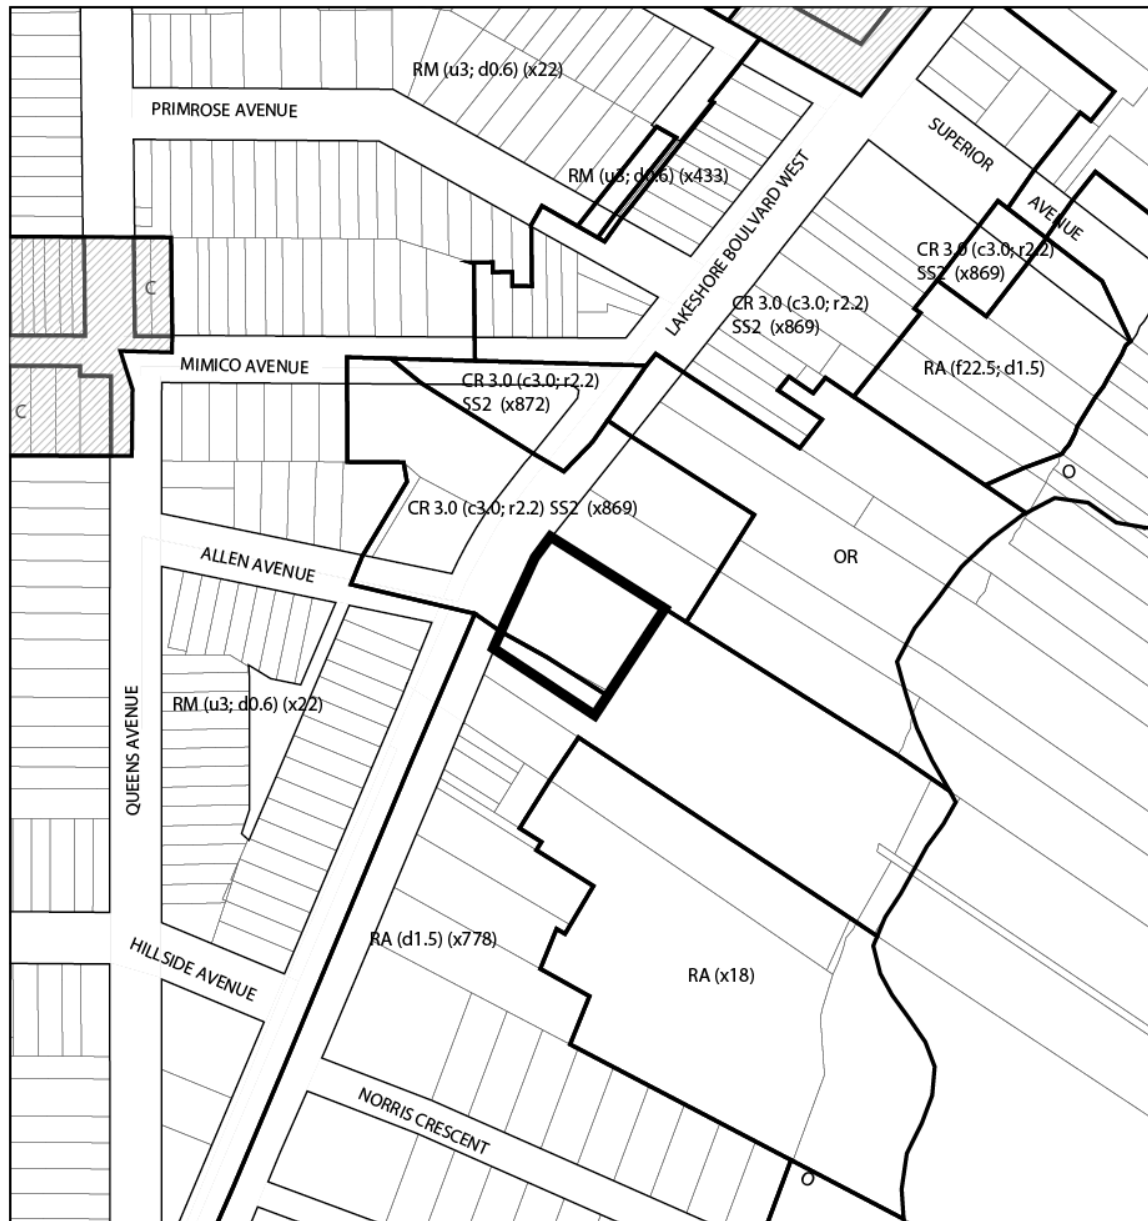 RM (u3; d0.6) (x22)
PRIMROSE AVENUE
SUPERIOR
AVENUE
RM (u3; d0.6) (x433)
LAKESHORE BOULVARD WEST
CR 3.0 (c3.0; r2.2)
SS2 (x869)
C
CR 3.0 (c3.0; r2.2)
SS2 (x869)
MIMICO AVENUE
RA (f22.5; d1.5)
CR 3.0 (c3.0; r2.2)
SS2 (x872)
C
O
CR 3.0 (c3.0; r2.2) SS2 (x869)
OR
ALLEN AVENUE
QUEENS AVENUE
RM (u3; d0.6) (x22)
RA (d1.5) (x778)
HILLSIDE AVENUE
RA (x18)
NORRIS CRESCENT
O